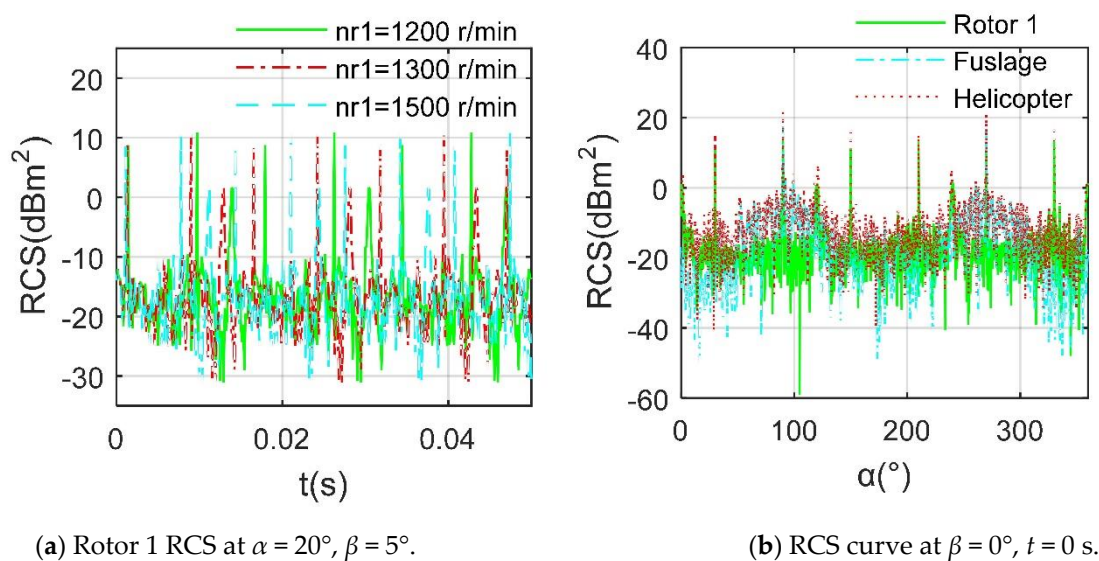 nr1=1200 r/min
nr1=1300 r/min
nr1=1500 r/min
20
10
0
-10
-20
-30
RCS(dBm²)
0
0.02
0.04
t(s)
(a) Rotor 1 RCS at α = 20°, β = 5°.
Rotor 1
Fuslage
Helicopter
40
20
0
-20
-40
-60
RCS(dBm²)
0
100
200
300
α(°)
(b) RCS curve at β = 0°, t = 0 s.